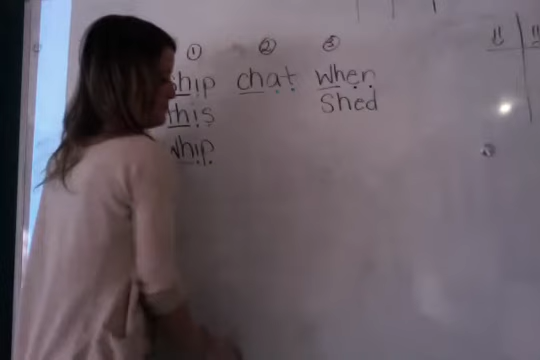 ① ② ③
ship chat when
this Shed
whip